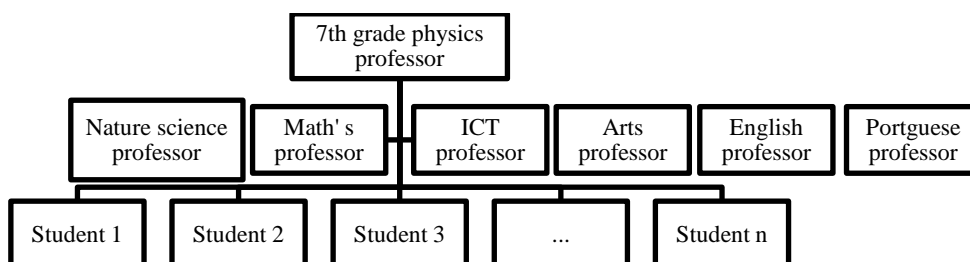 7th grade physics
professor
Nature science
professor
Math' s
professor
ICT
professor
Arts
professor
English
professor
Portguese
professor
Student 1
Student 2
Student 3
...
Student n